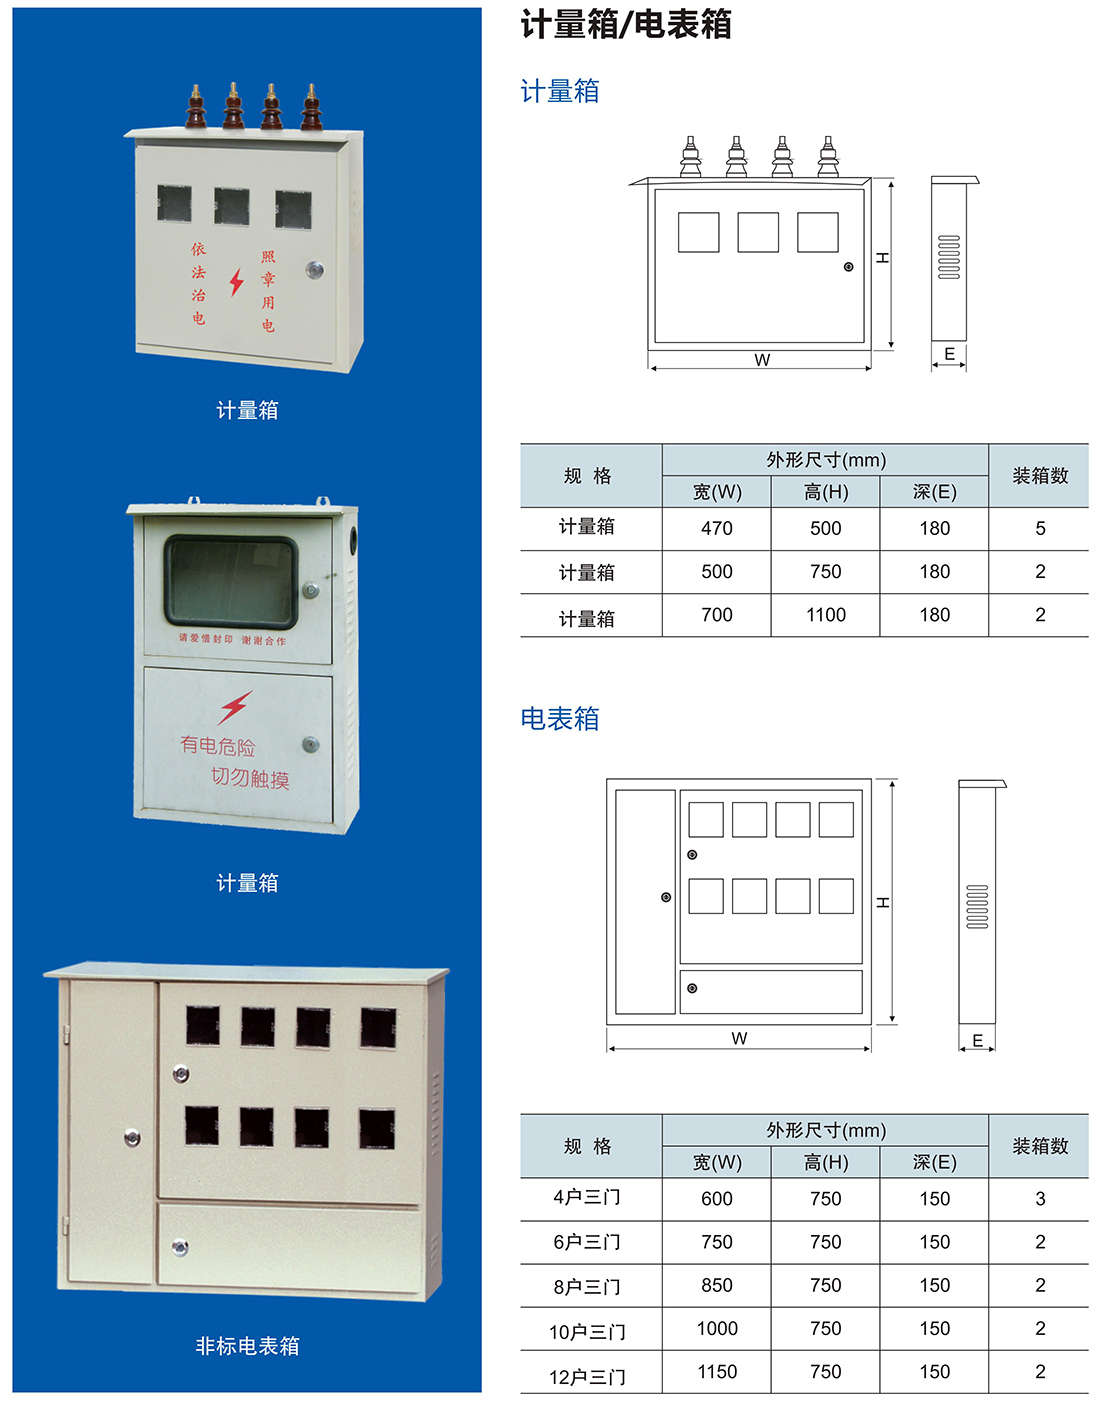 计量箱/电表箱
依法治电
照章用电
计量箱
请爱惜封印 谢谢合作
有电危险
切勿触摸
计量箱
非标电表箱
计量箱
H
W
E
规 格 外形尺寸(mm) 装箱数
宽(W) 高(H) 深(E)
计量箱 470 500 180 5
计量箱 500 750 180 2
计量箱 700 1100 180 2
电表箱
H
W
E
规 格 外形尺寸(mm) 装箱数
宽(W) 高(H) 深(E)
4户三门 600 750 150 3
6户三门 750 750 150 2
8户三门 850 750 150 2
10户三门 1000 750 150 2
12户三门 1150 750 150 2